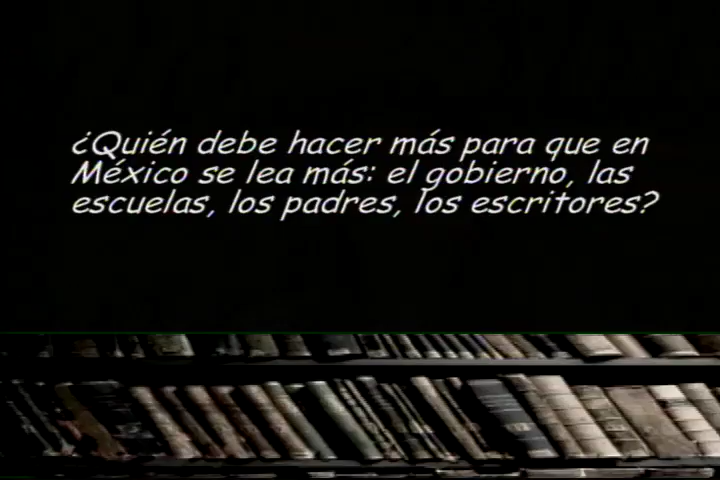 ¿Quién debe hacer más para que en
México se lea más: el gobierno, las
escuelas, los padres, los escritores?